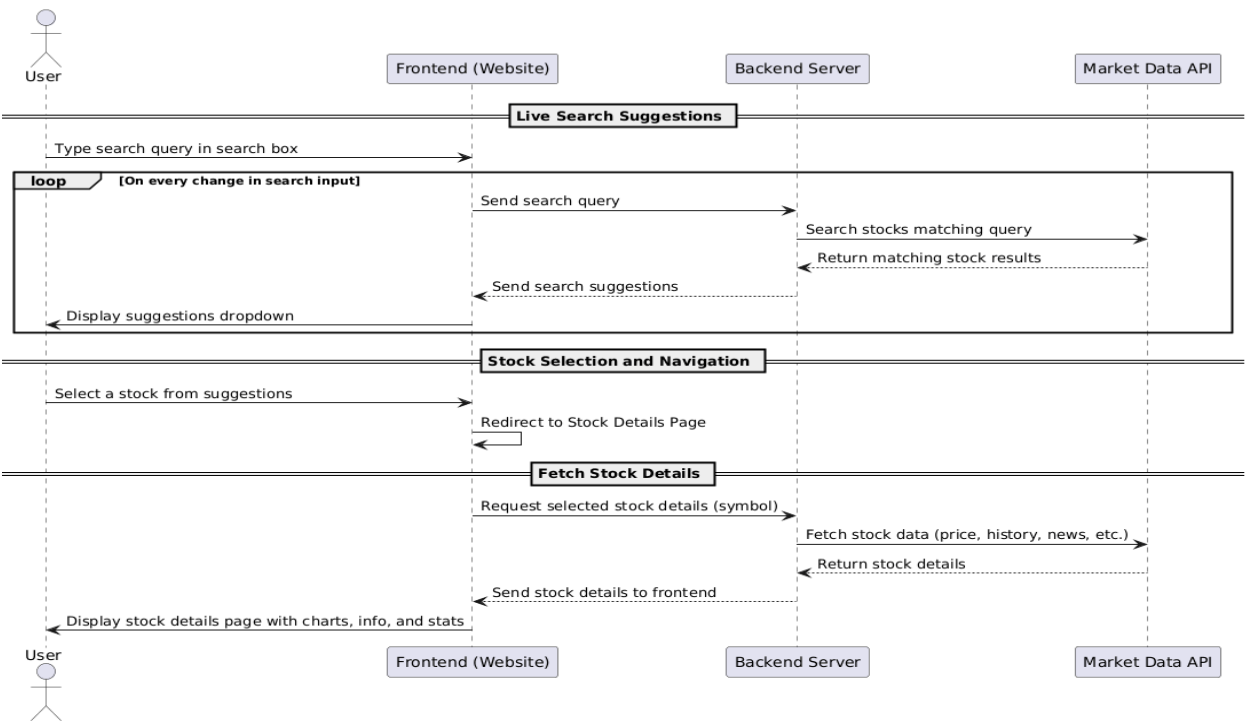 User
Frontend (Website)
Backend Server
Market Data API
Live Search Suggestions
Type search query in search box
loop
[On every change in search input]
Send search query
Search stocks matching query
Return matching stock results
Send search suggestions
Display suggestions dropdown
Stock Selection and Navigation
Select a stock from suggestions
Redirect to Stock Details Page
Fetch Stock Details
Request selected stock details (symbol)
Fetch stock data (price, history, news, etc.)
Return stock details
Send stock details to frontend
Display stock details page with charts, info, and stats
User
Frontend (Website)
Backend Server
Market Data API